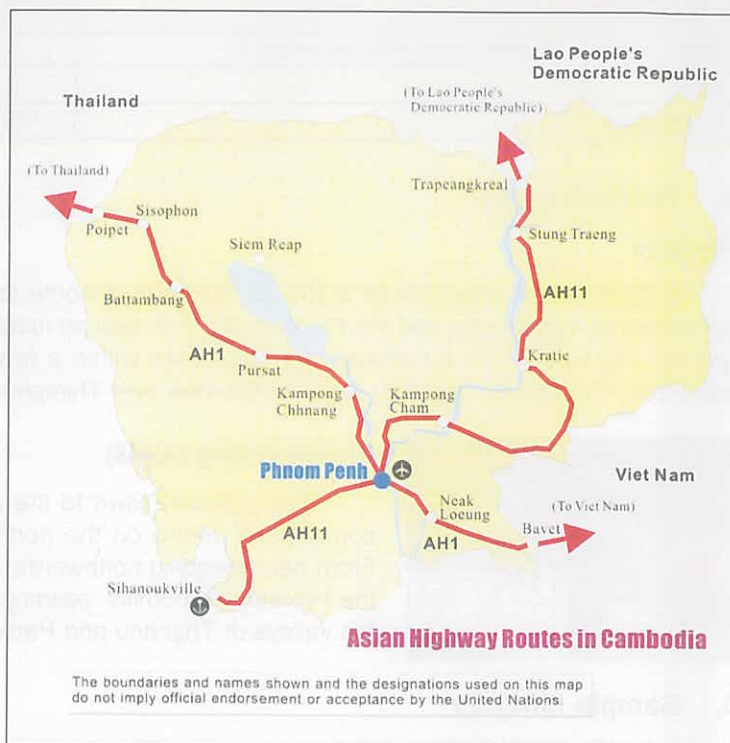 Lao People's
Democratic Republic
Thailand
(To Lao People's
Democratic Republic)
(To Thailand)
Trapeangkreal
Sisophon
Poipet
Siem Reap
Stung Traeng
Battambang
AH11
AH1
Pursat
Kratie
Kampong
Chhnang
Kampong
Cham
Phnom Penh
Viet Nam
Neak
Loeung
(To Viet Nam)
Bavet
AH11
AH1
Sihanoukville
Asian Highway Routes in Cambodia
The boundaries and names shown and the designations used on this map
do not imply official endorsement or acceptance by the United Nations.